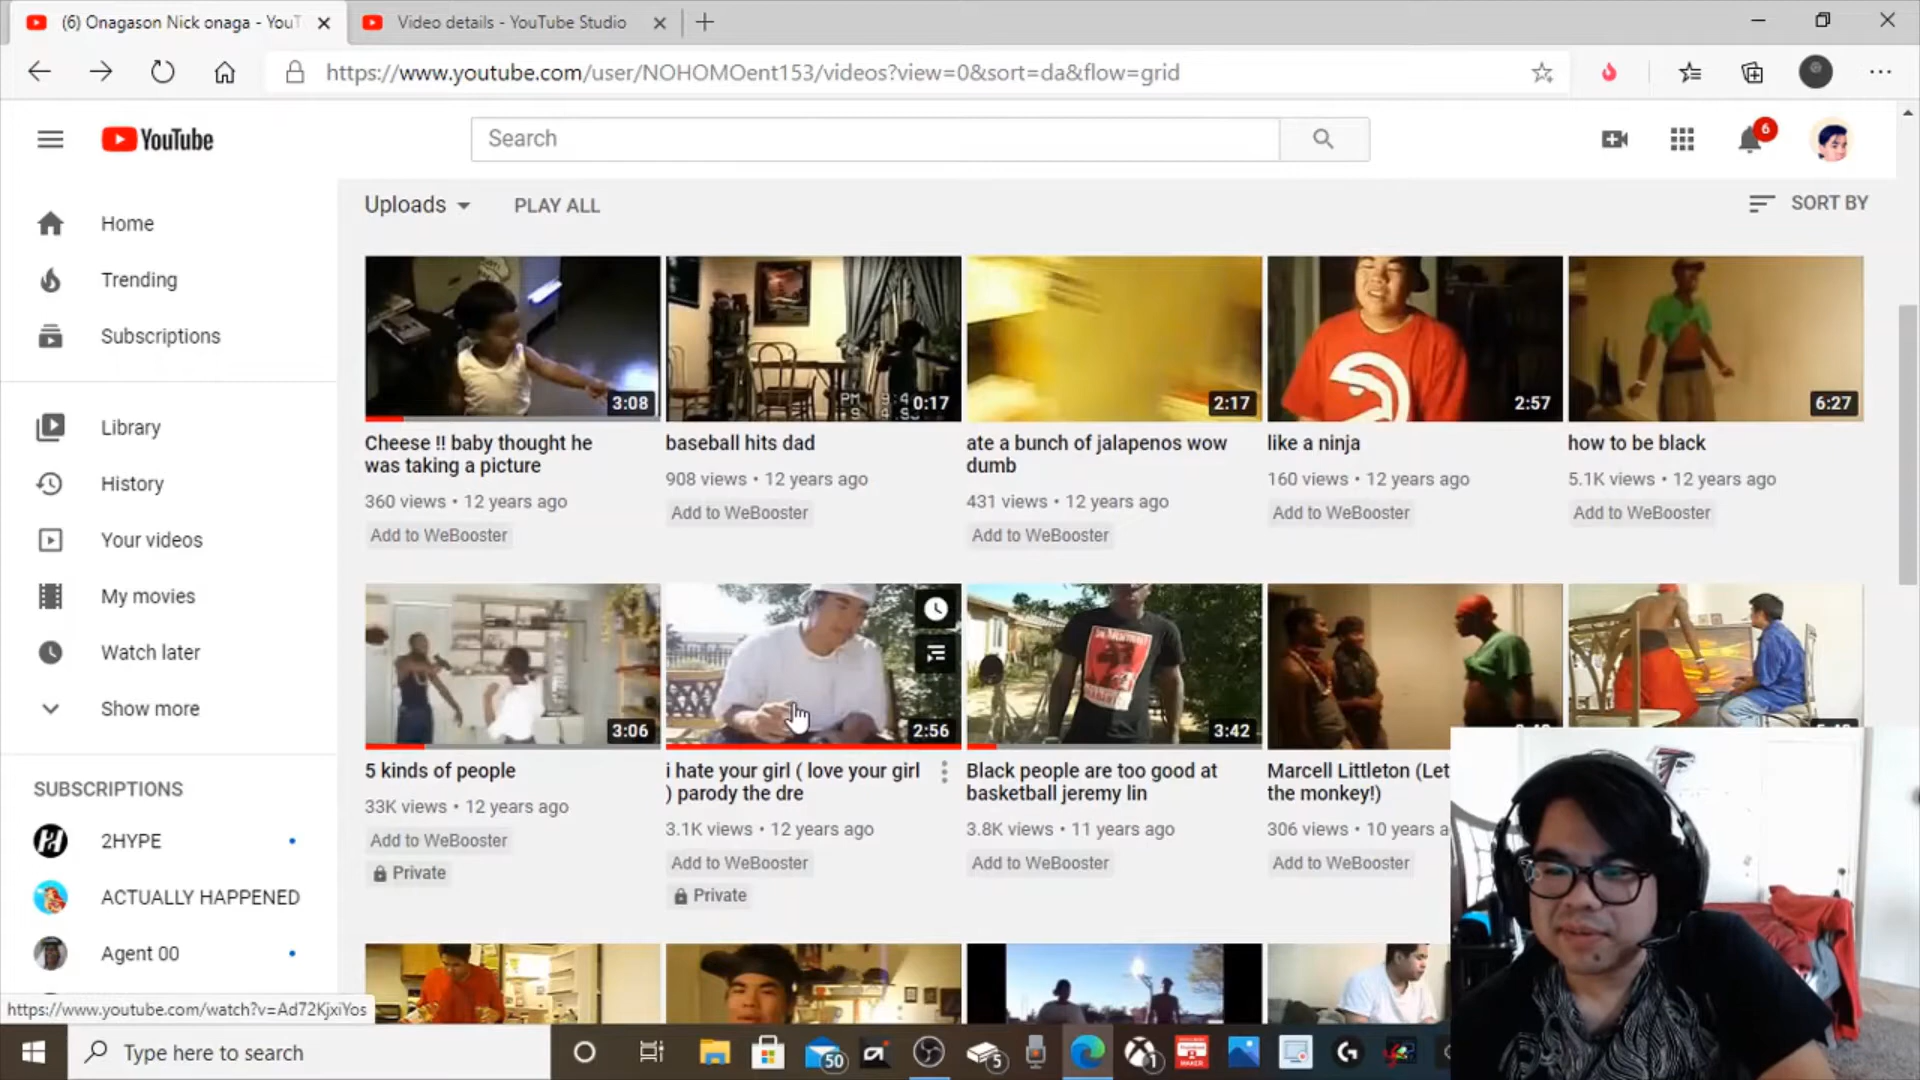 (6) Onagason Nick onaga - YouT
Video details - YouTube Studio
https://www.youtube.com/user/NOHOMOent153/videos?view=0&sort=da&flow=grid
YouTube
Search
6
Home
Trending
Subscriptions
Library
History
Your videos
My movies
Watch later
Show more
SUBSCRIPTIONS
2HYPE
ACTUALLY HAPPENED
Agent 00
Uploads
PLAY ALL
SORT BY
3:08
PM
0:17
2:17
2:57
6:27
Cheese !! baby thought he
was taking a picture
360 views • 12 years ago
Add to WeBooster
baseball hits dad
908 views • 12 years ago
Add to WeBooster
ate a bunch of jalapenos wow
dumb
431 views • 12 years ago
Add to WeBooster
like a ninja
160 views • 12 years ago
Add to WeBooster
how to be black
5.1K views • 12 years ago
Add to WeBooster
3:06
2:56
3:42
5 kinds of people
33K views • 12 years ago
Add to WeBooster
Private
i hate your girl ( love your girl
) parody the dre
3.1K views • 12 years ago
Add to WeBooster
Private
Black people are too good at
basketball jeremy lin
3.8K views • 11 years ago
Add to WeBooster
Marcell Littleton (Let
the monkey!)
306 views • 10 years a
Add to WeBooster
https://www.youtube.com/watch?v=Ad72KjxiYos
Type here to search
50
5
1